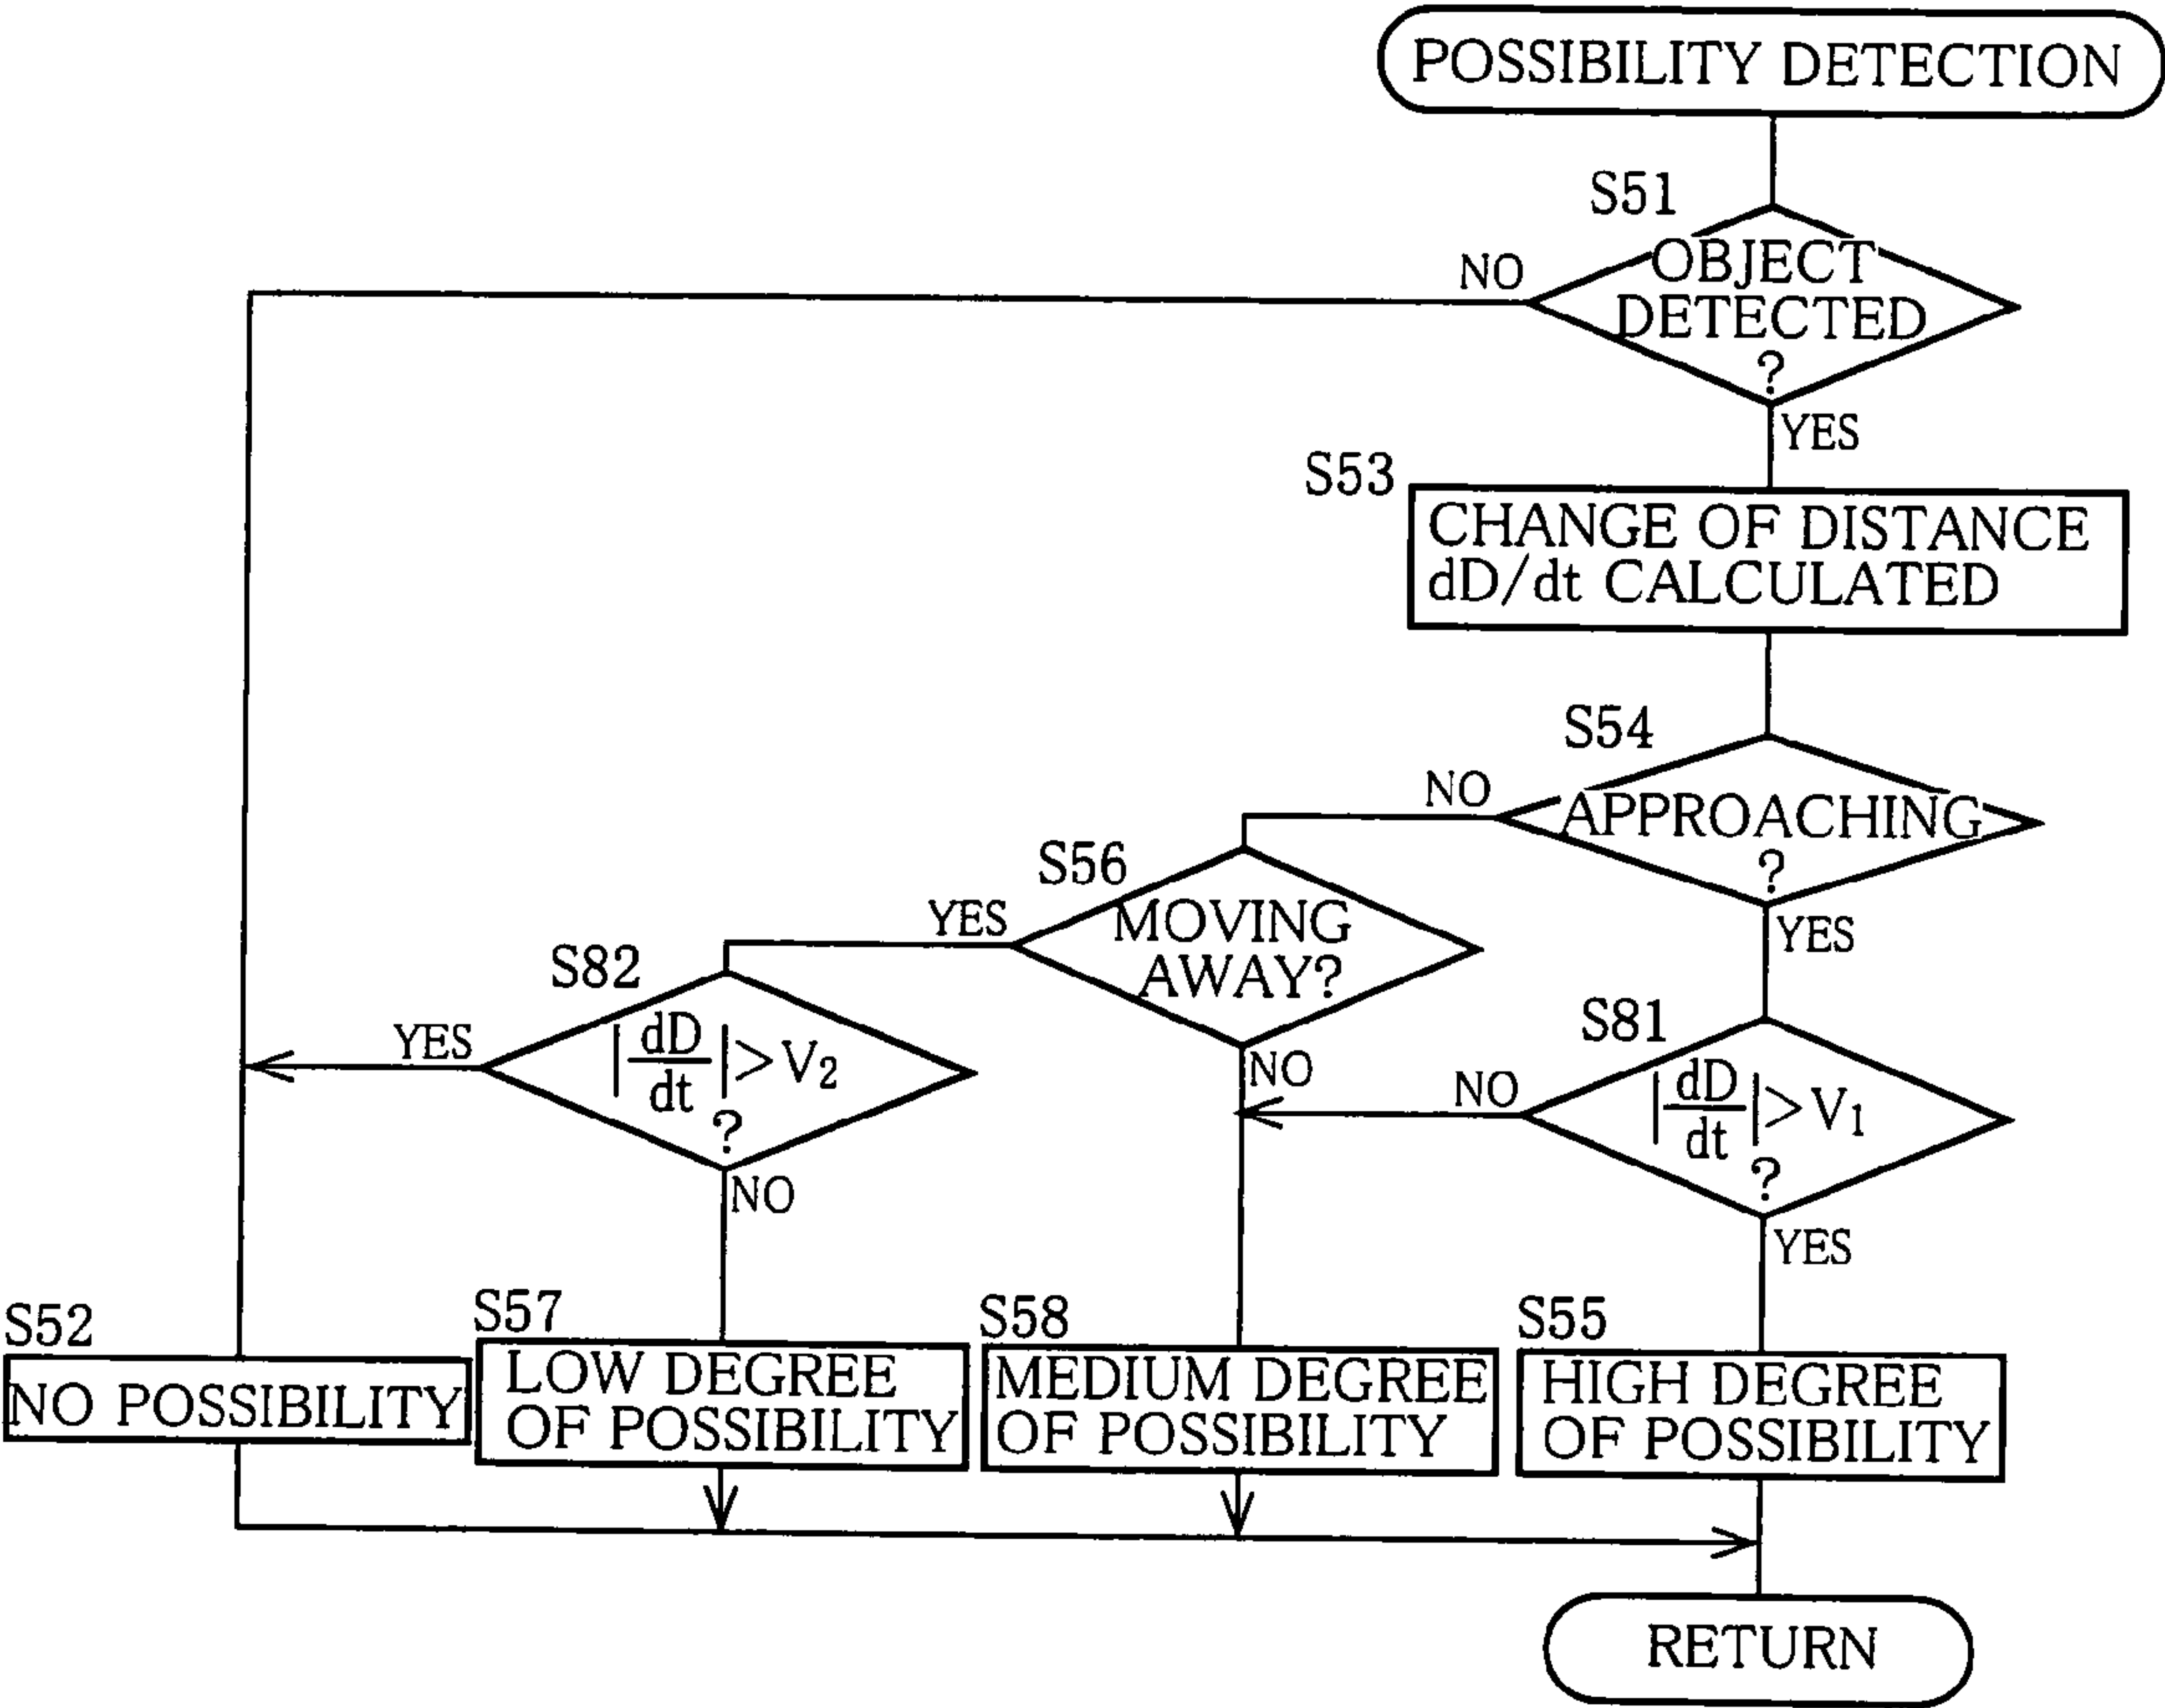 POSSIBILITY DETECTION
S51
OBJECT
DETECTED
?
NO
YES
S53
CHANGE OF DISTANCE
dD/dt CALCULATED
S54
APPROACHING
?
NO
YES
S56
MOVING
AWAY?
YES
NO
S82
|dD/dt|>V₂
?
YES
NO
S81
|dD/dt|>V₁
?
NO
YES
S52
NO POSSIBILITY
S57
LOW DEGREE
OF POSSIBILITY
S58
MEDIUM DEGREE
OF POSSIBILITY
S55
HIGH DEGREE
OF POSSIBILITY
RETURN